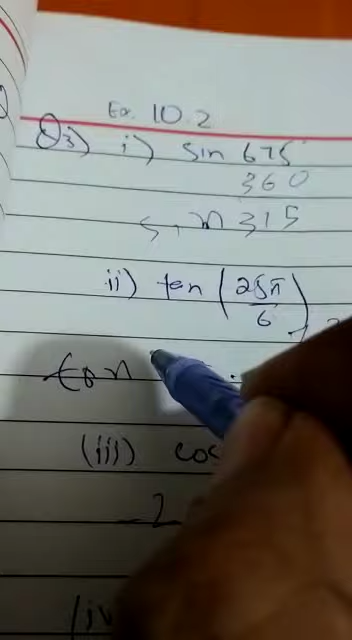 Ex. 10.2
Q3) i) sin 675
360
sin 315
ii) tan (25π/6)
tan
(iii) cos
-2
(iv